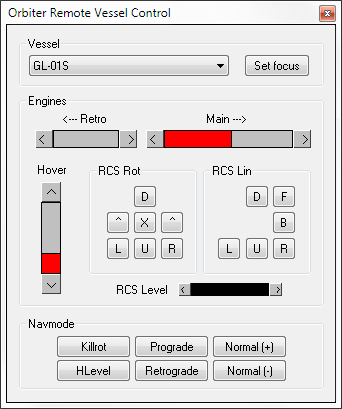 Orbiter Remote Vessel Control
Vessel
GL-01S
Set focus
Engines
<--- Retro
Main --->
Hover
RCS Rot
D
^ X ^
L U R
RCS Lin
D F
B
L U R
RCS Level
Navmode
Killrot Prograde Normal (+)
HLevel Retrograde Normal (-)